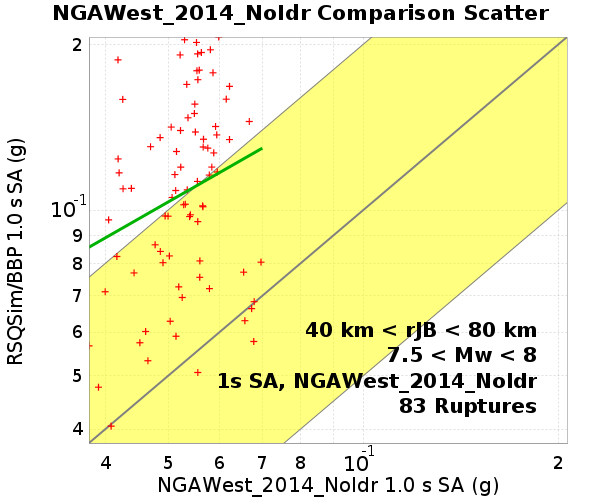 NGAWest_2014_NoIdr Comparison Scatter
2
10⁻¹
9
8
7
6
5
4
RSQSim/BBP 1.0 s SA (g)
40 km < rJB < 80 km
7.5 < Mw < 8
1s SA, NGAWest_2014_NoIdr
83 Ruptures
4 5 6 7 8 10⁻¹ 2
NGAWest_2014_NoIdr 1.0 s SA (g)